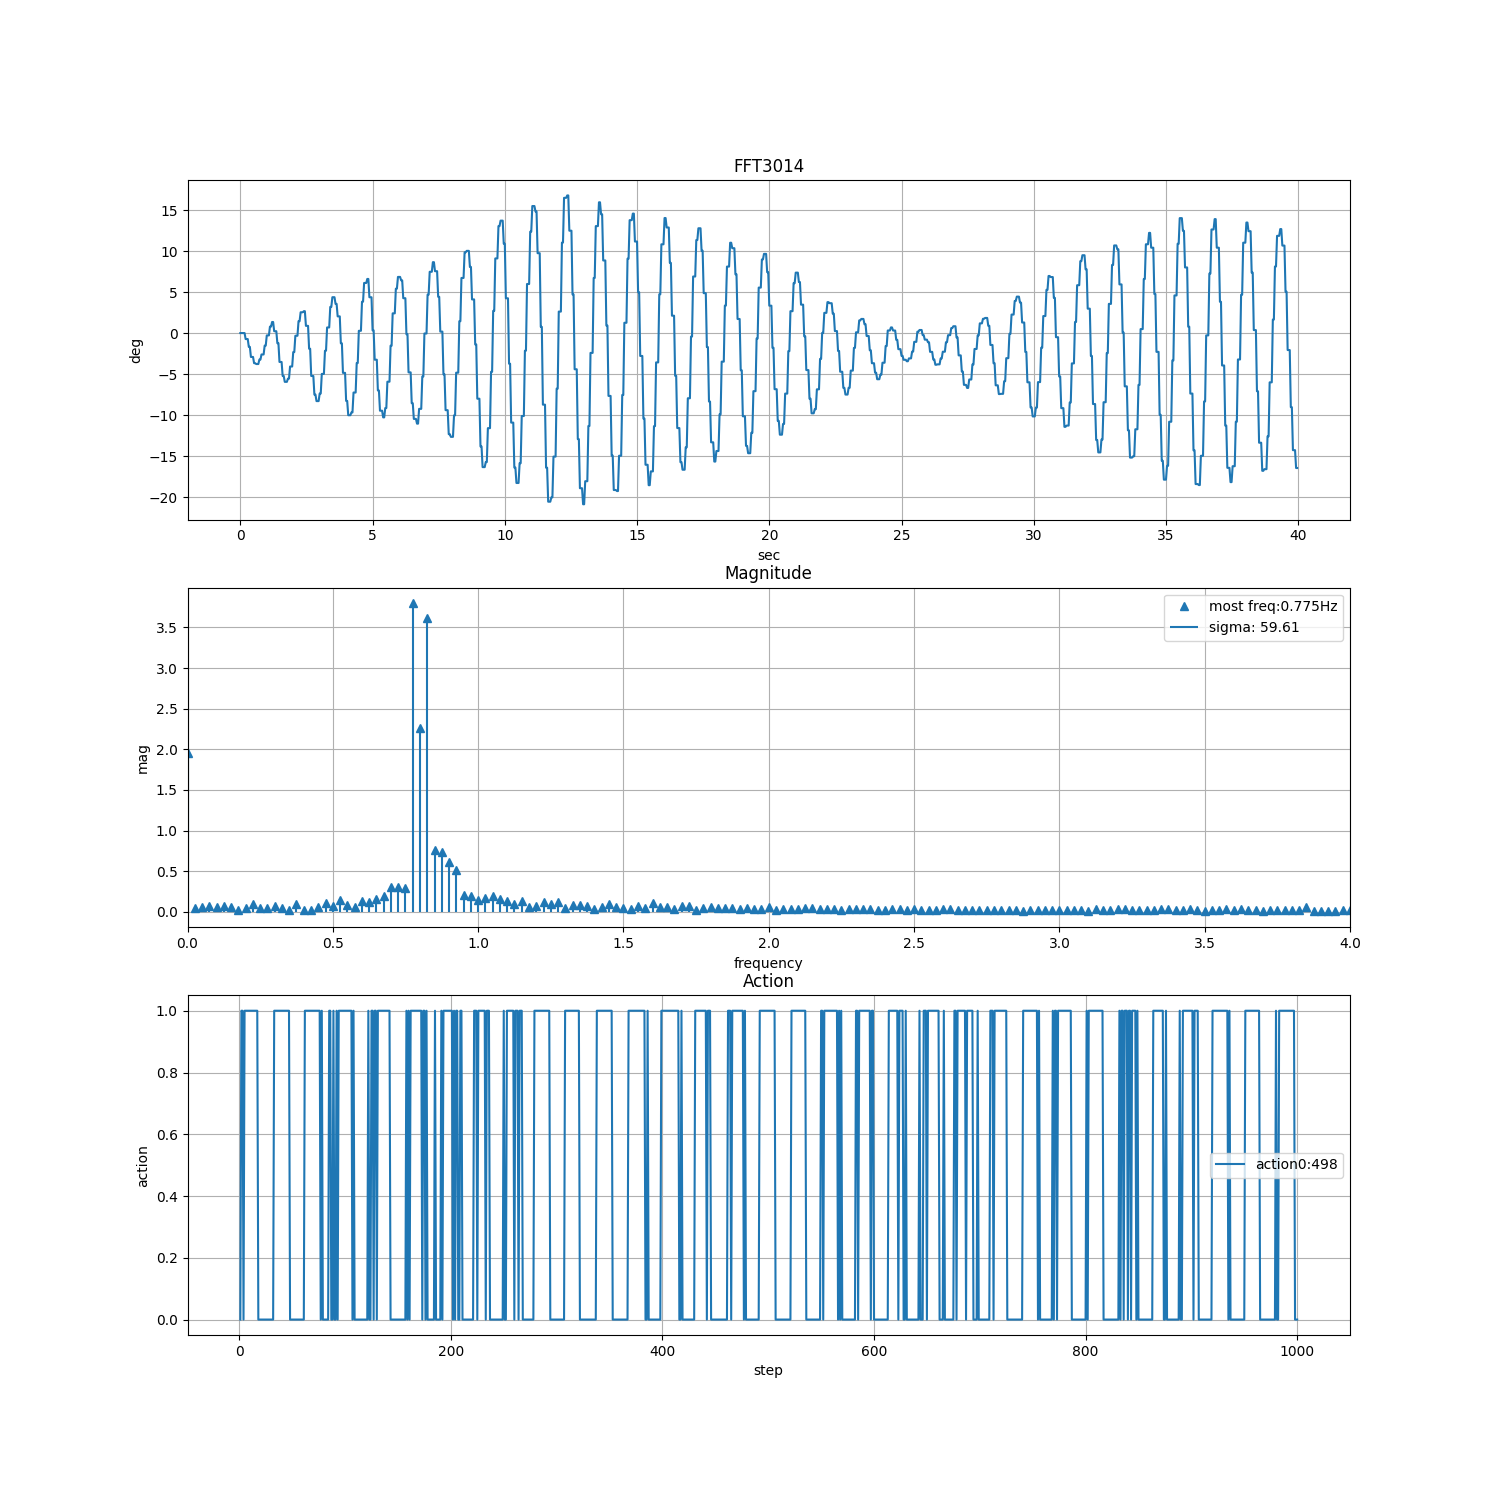 FFT3014
15
10
5
0
−5
−10
−15
−20
deg
0 5 10 15 20 25 30 35 40
sec
Magnitude
most freq:0.775Hz
sigma: 59.61
3.5
3.0
2.5
2.0
1.5
1.0
0.5
0.0
mag
0.0 0.5 1.0 1.5 2.0 2.5 3.0 3.5 4.0
frequency
Action
1.0
0.8
0.6
0.4
0.2
0.0
action
action0:498
0 200 400 600 800 1000
step